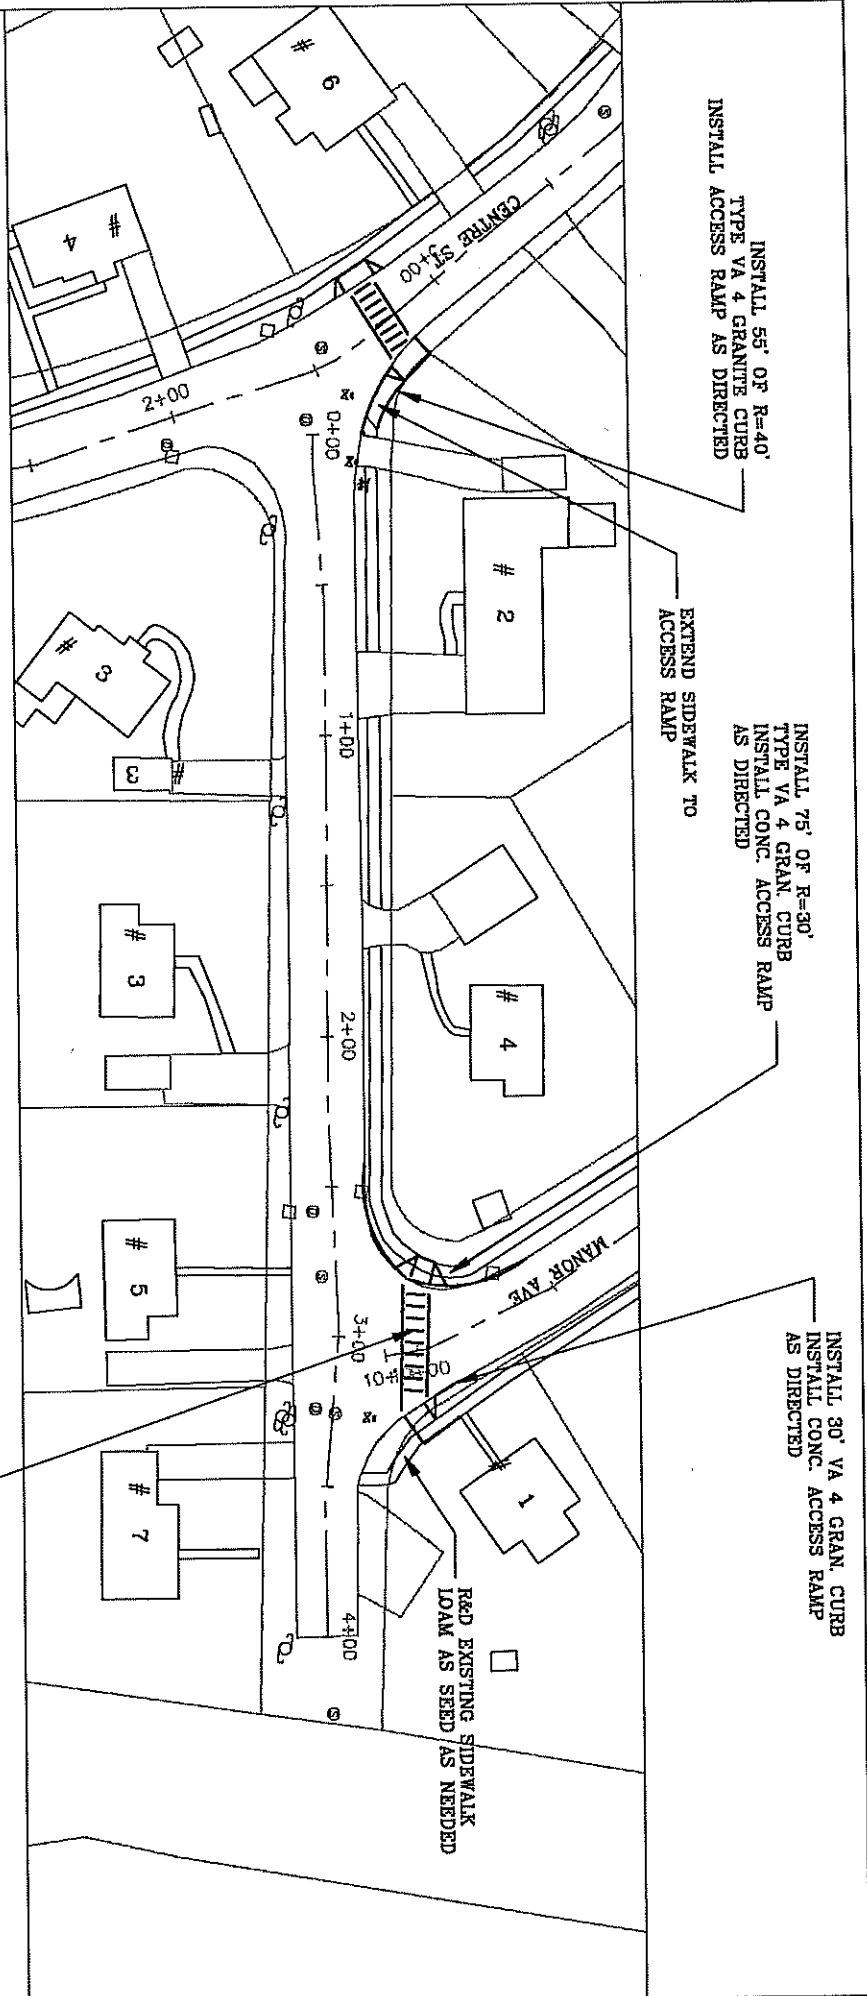 INSTALL 55' OF R=40'
TYPE VA 4 GRANITE CURB
INSTALL ACCESS RAMP AS DIRECTED
EXTEND SIDEWALK TO
ACCESS RAMP
INSTALL 75' OF R=30'
TYPE VA 4 GRAN. CURB
INSTALL CONC. ACCESS RAMP
AS DIRECTED
INSTALL 30' VA 4 GRAN. CURB
INSTALL CONC. ACCESS RAMP
AS DIRECTED
R&D EXISTING SIDEWALK
LOAM AS SEED AS NEEDED
CENTRE ST
MANOR AVE
# 6
# 4
# 2
# 4
# 1
# 3
# 3
# 3
# 5
# 7
2+00
0+00
1+00
2+00
3+00
4+00
S
S
D
D
D
S
S
D
S